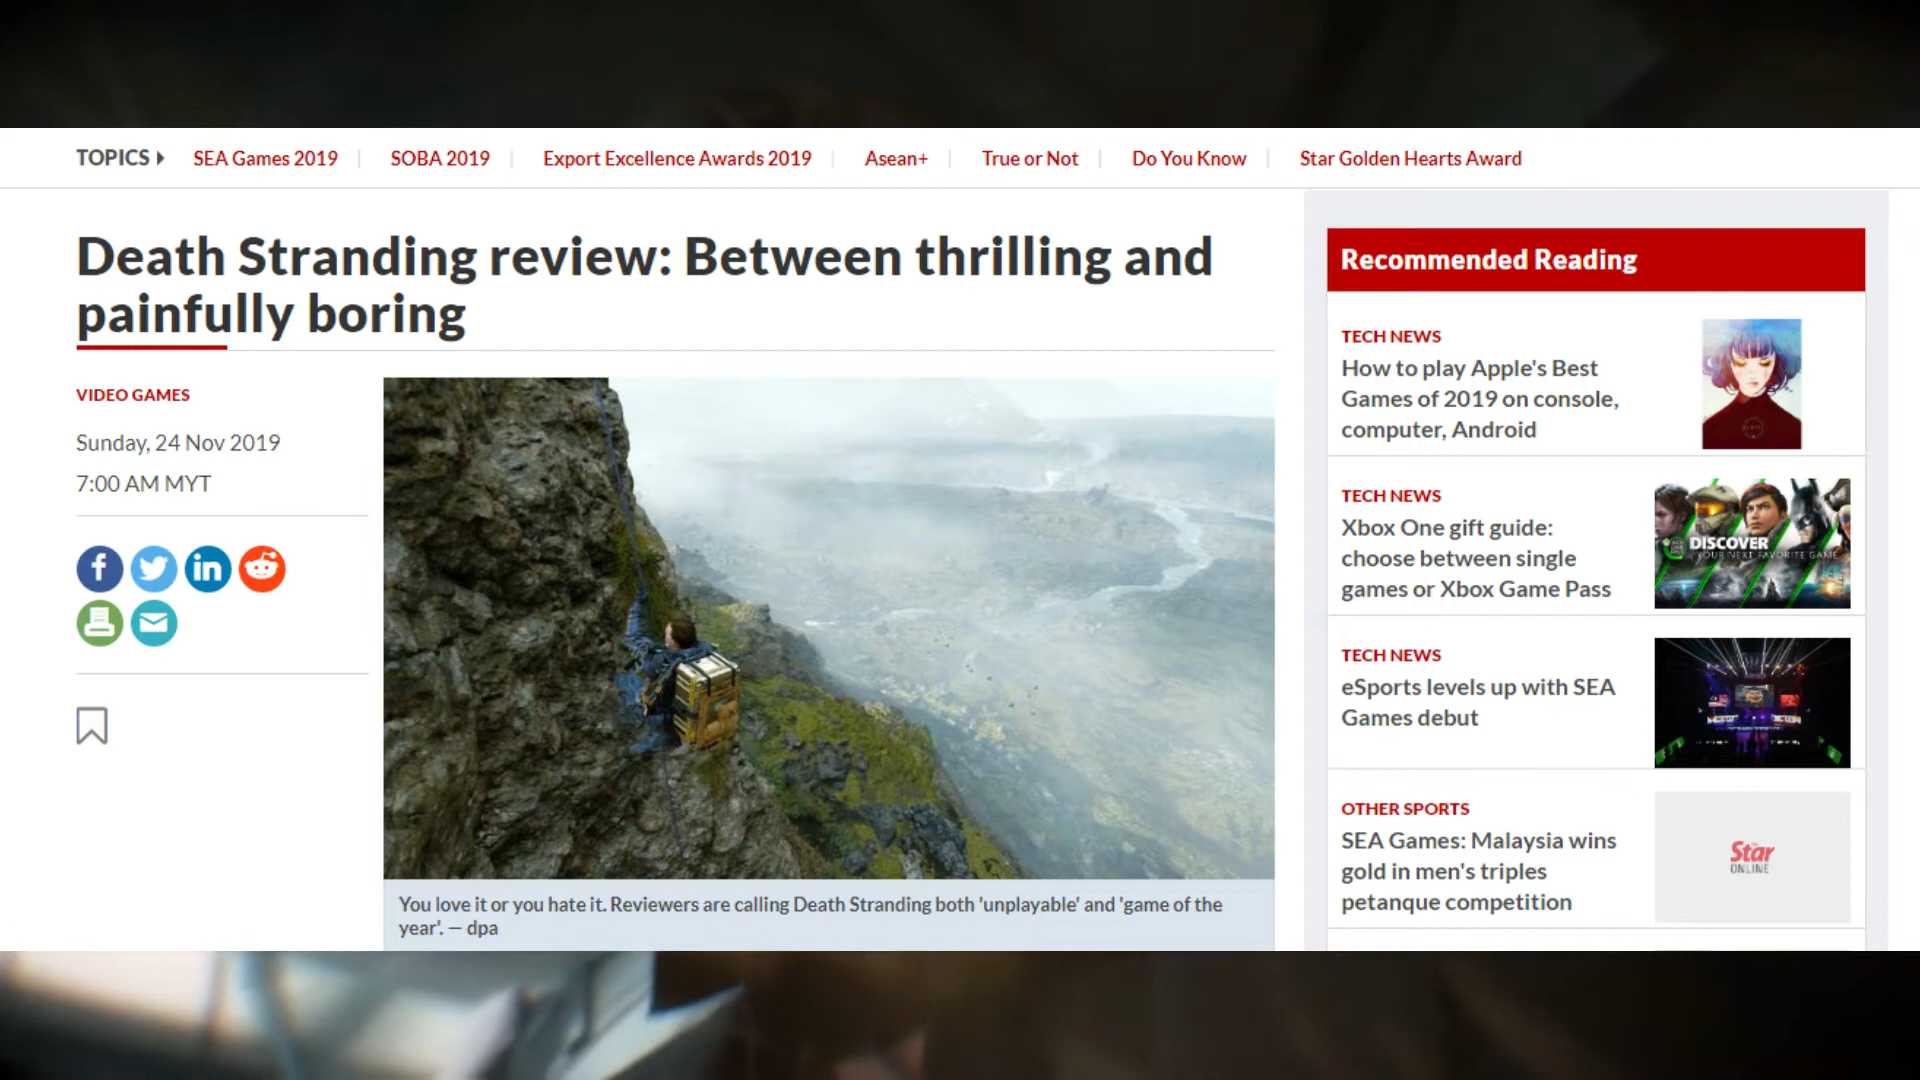 TOPICS
SEA Games 2019
SOBA 2019
Export Excellence Awards 2019
Asean+
True or Not
Do You Know
Star Golden Hearts Award
Death Stranding review: Between thrilling and
painfully boring
VIDEO GAMES
Sunday, 24 Nov 2019
7:00 AM MYT
You love it or you hate it. Reviewers are calling Death Stranding both 'unplayable' and 'game of the
year'. — dpa
Recommended Reading
TECH NEWS
How to play Apple's Best
Games of 2019 on console,
computer, Android
TECH NEWS
Xbox One gift guide:
choose between single
games or Xbox Game Pass
DISCOVER
YOUR NEXT FAVORITE GAME
TECH NEWS
eSports levels up with SEA
Games debut
OTHER SPORTS
SEA Games: Malaysia wins
gold in men's triples
petanque competition
Star
ONLINE